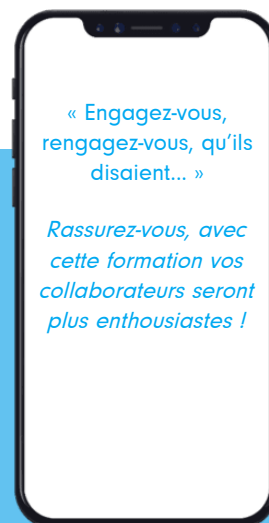 « Engagez-vous,
rengagez-vous, qu'ils
disaient... »
Rassurez-vous, avec
cette formation vos
collaborateurs seront
plus enthousiastes !